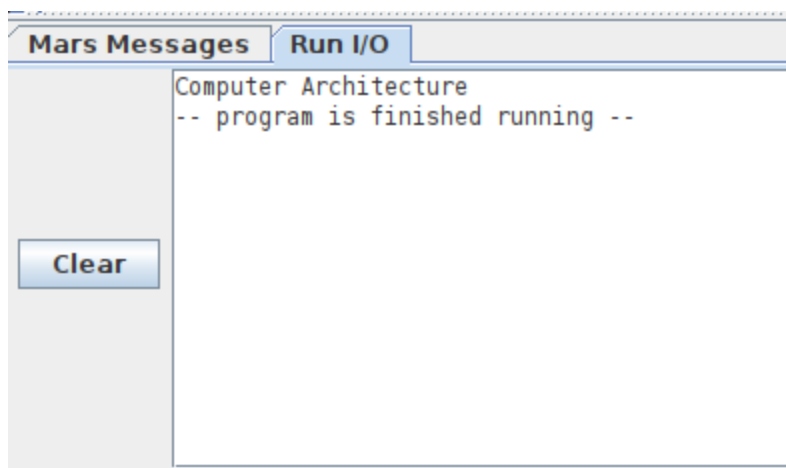 Mars Messages
Run I/O
Computer Architecture
-- program is finished running --
Clear